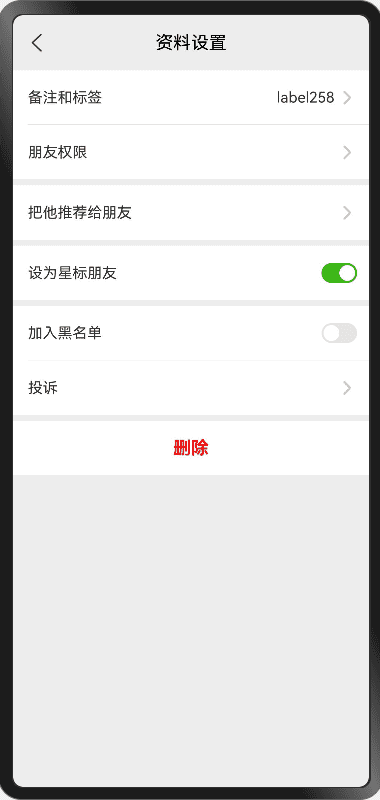 资料设置
备注和标签 label258
朋友权限
把他推荐给朋友
设为星标朋友
加入黑名单
投诉
删除